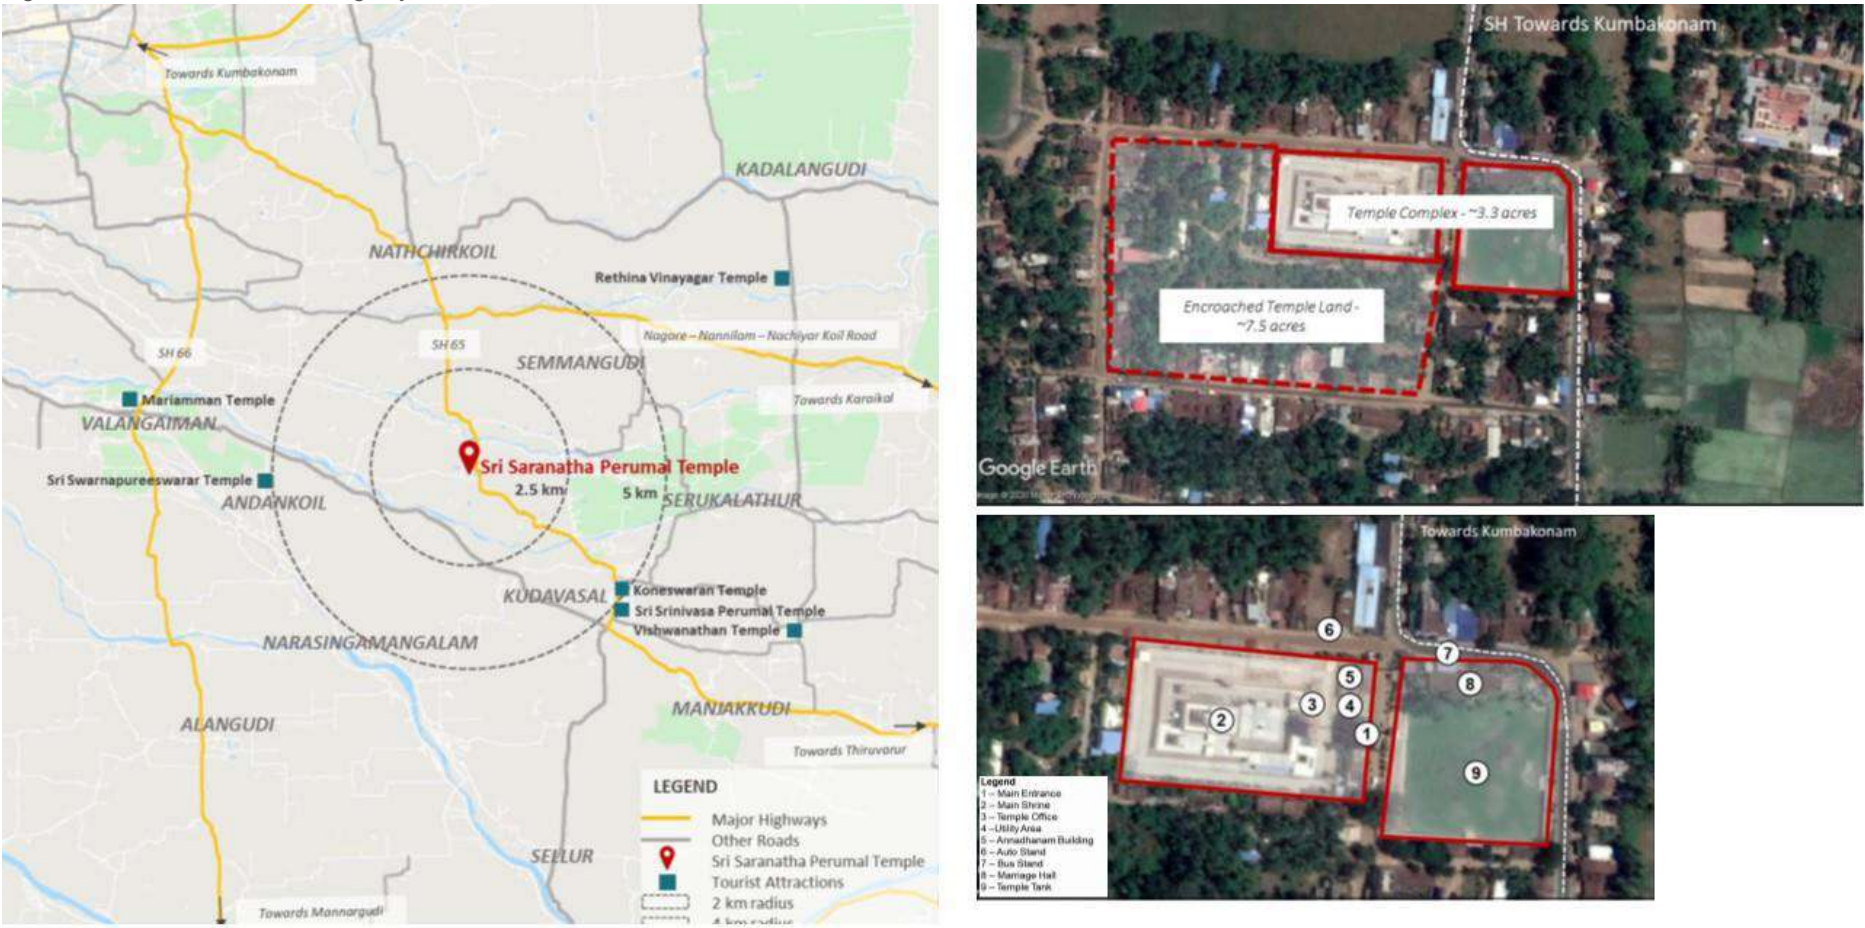 Towards Kumbakonam
KADALANGUDI
NATHCHIRKOIL
Rethina Vinayagar Temple
Nagore – Nannilam – Nachiyar Koil Road
SH 65
SH 66
SEMMANGUDI
Towards Karaikal
Mariamman Temple
VALANGAIMAN
Sri Saranatha Perumal Temple
2.5 km
5 km
Sri Swarnapureeswarar Temple
ANDANKOIL
SERUKALATHUR
KUDAVASAL
Koneswaran Temple
Sri Srinivasa Perumal Temple
Vishwanathan Temple
NARASINGAMANGALAM
MANJAKKUDI
ALANGUDI
Towards Thiruvarur
SELLUR
Towards Mannargudi
LEGEND
Major Highways
Other Roads
Sri Saranatha Perumal Temple
Tourist Attractions
2 km radius
4 km radius
SH Towards Kumbakonam
Temple Complex - ~3.3 acres
Encroached Temple Land -
~7.5 acres
Google Earth
Towards Kumbakonam
6
7
5
8
3
4
2
1
9
Legend
1 – Main Entrance
2 – Main Shrine
3 – Temple Office
4 –Utility Area
5 – Annadhanam Building
6 – Auto Stand
7 – Bus Stand
8 – Marriage Hall
9 – Temple Tank